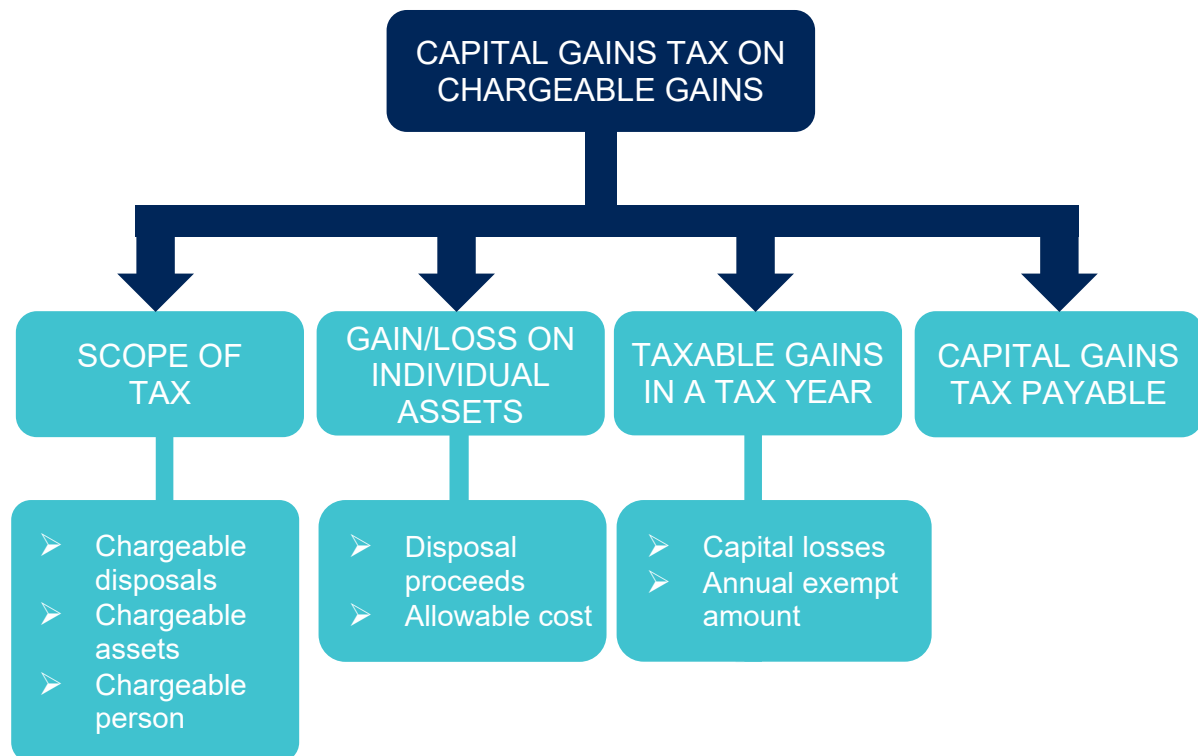 CAPITAL GAINS TAX ON
CHARGEABLE GAINS
SCOPE OF
TAX
GAIN/LOSS ON
INDIVIDUAL
ASSETS
TAXABLE GAINS
IN A TAX YEAR
CAPITAL GAINS
TAX PAYABLE
➢ Chargeable
disposals
➢ Chargeable
assets
➢ Chargeable
person
➢ Disposal
proceeds
➢ Allowable cost
➢ Capital losses
➢ Annual exempt
amount